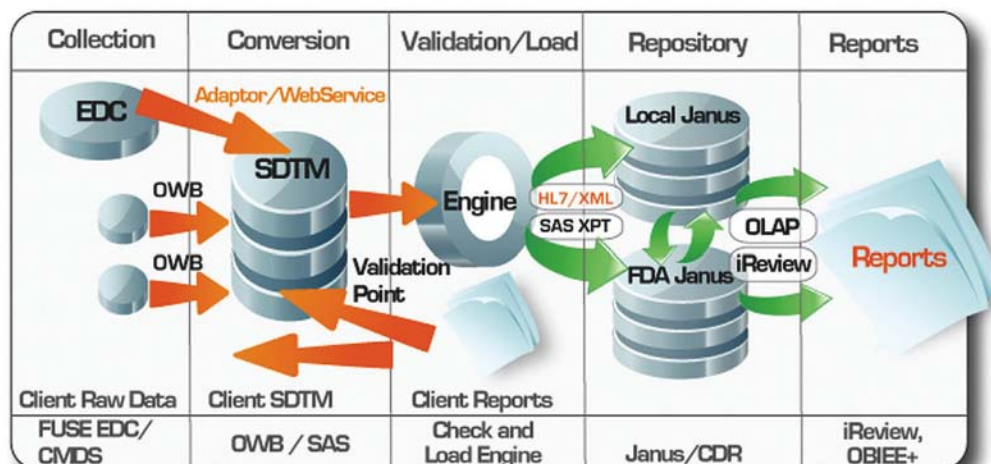 Collection
Conversion
Validation/Load
Repository
Reports
EDC
Adaptor/WebService
SDTM
OWB
OWB
Validation
Point
Engine
HL7/XML
SAS XPT
Local Janus
FDA Janus
OLAP
iReview
Reports
Client Raw Data
Client SDTM
Client Reports
FUSE EDC/
CMDS
OWB / SAS
Check and
Load Engine
Janus/CDR
iReview,
OBIEE+